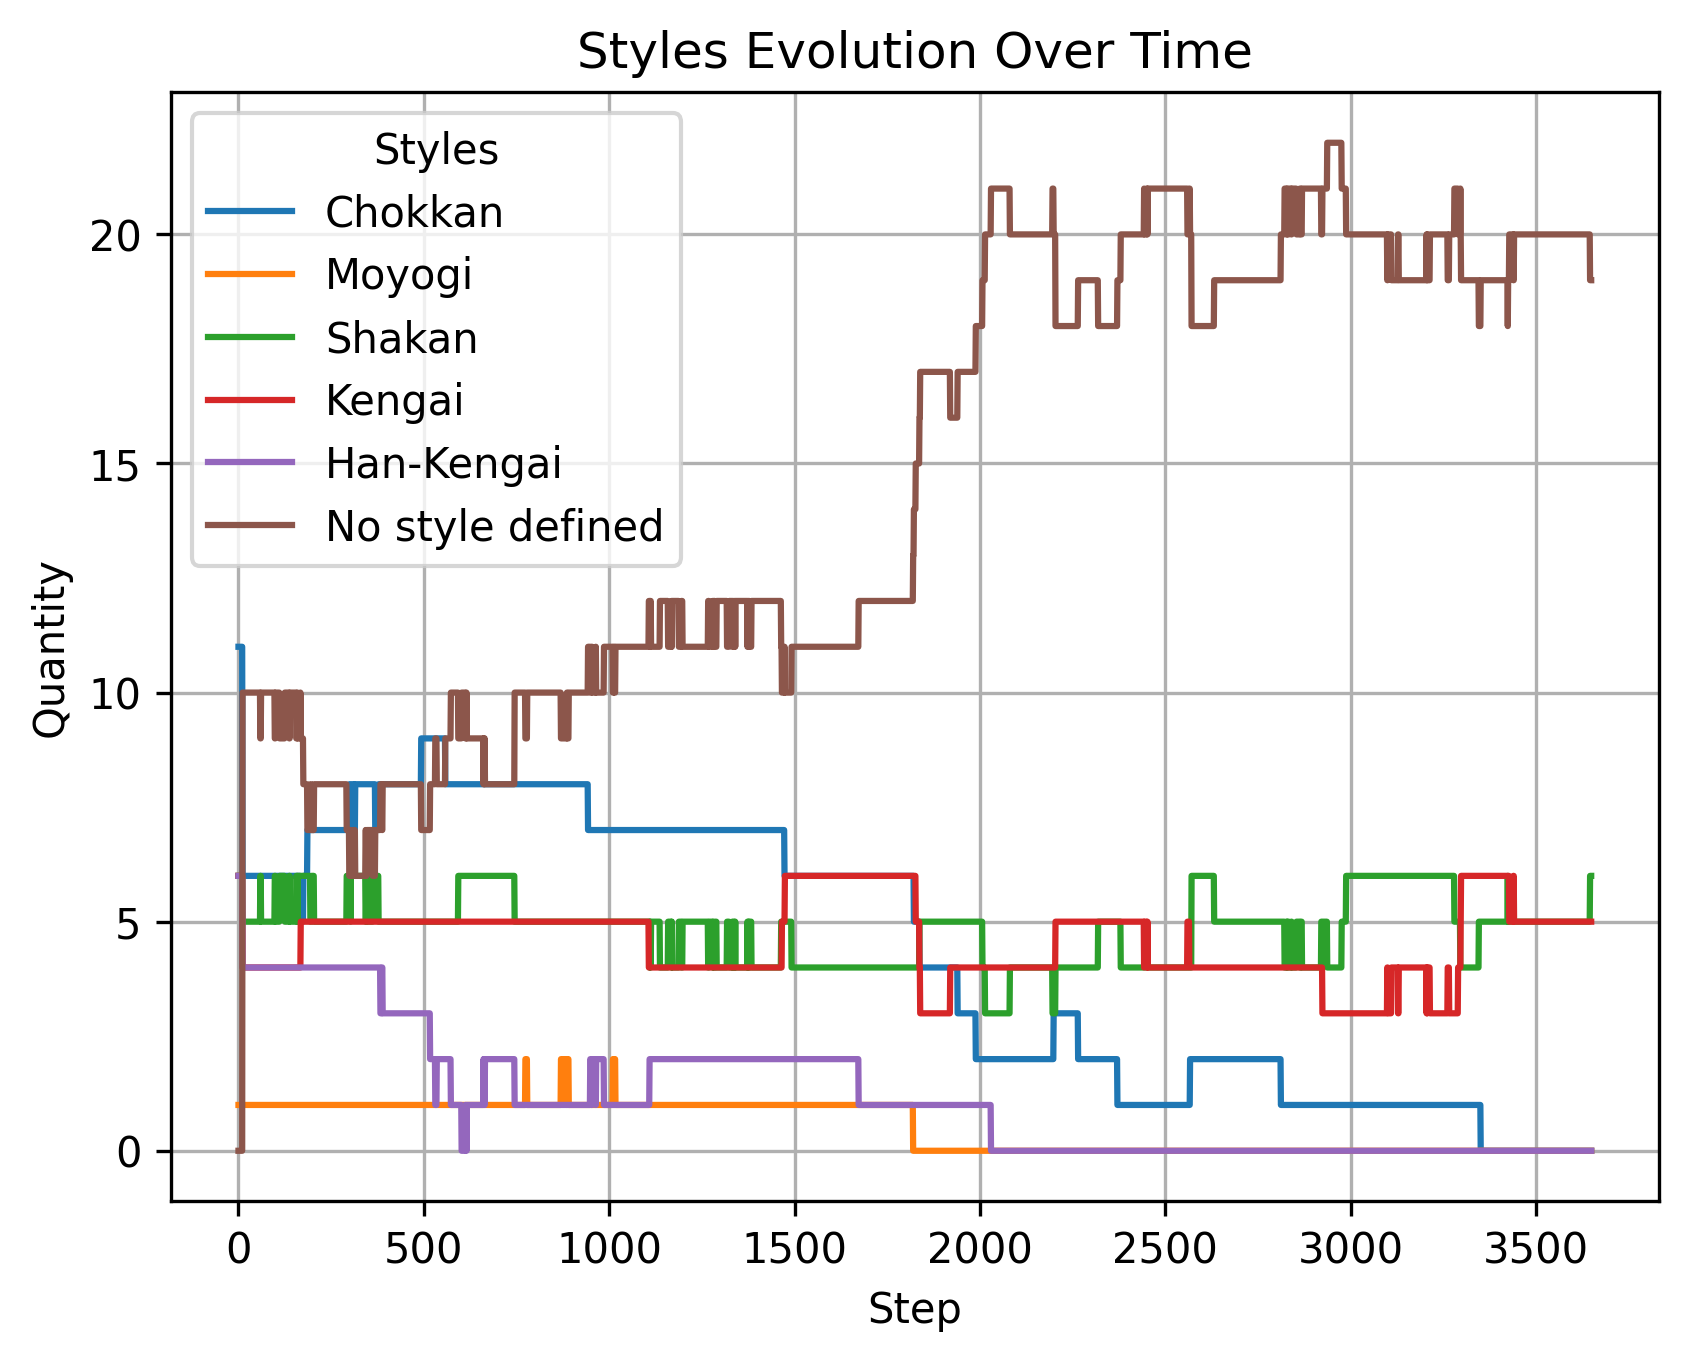 Styles Evolution Over Time
Styles
Chokkan
Moyogi
Shakan
Kengai
Han-Kengai
No style defined
Quantity
20
15
10
5
0
0 500 1000 1500 2000 2500 3000 3500
Step